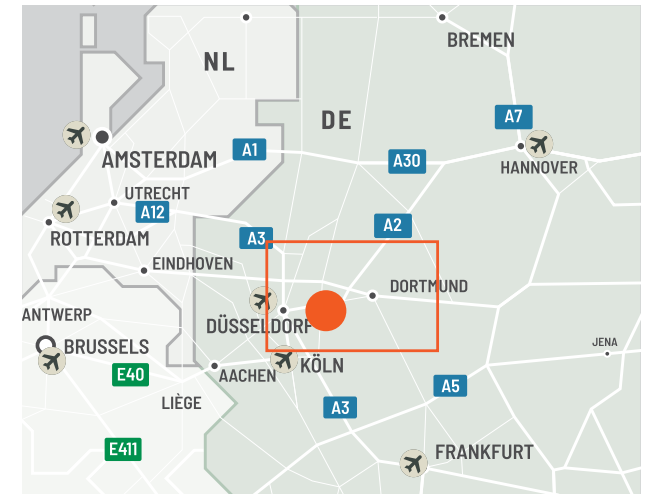 BREMEN
NL
DE
A7
A1
AMSTERDAM
A30
HANNOVER
UTRECHT
A12
A2
ROTTERDAM
A3
EINDHOVEN
DORTMUND
ANTWERP
DÜSSELDORF
BRUSSELS
JENA
KÖLN
AACHEN
E40
A5
LIÈGE
A3
E411
FRANKFURT